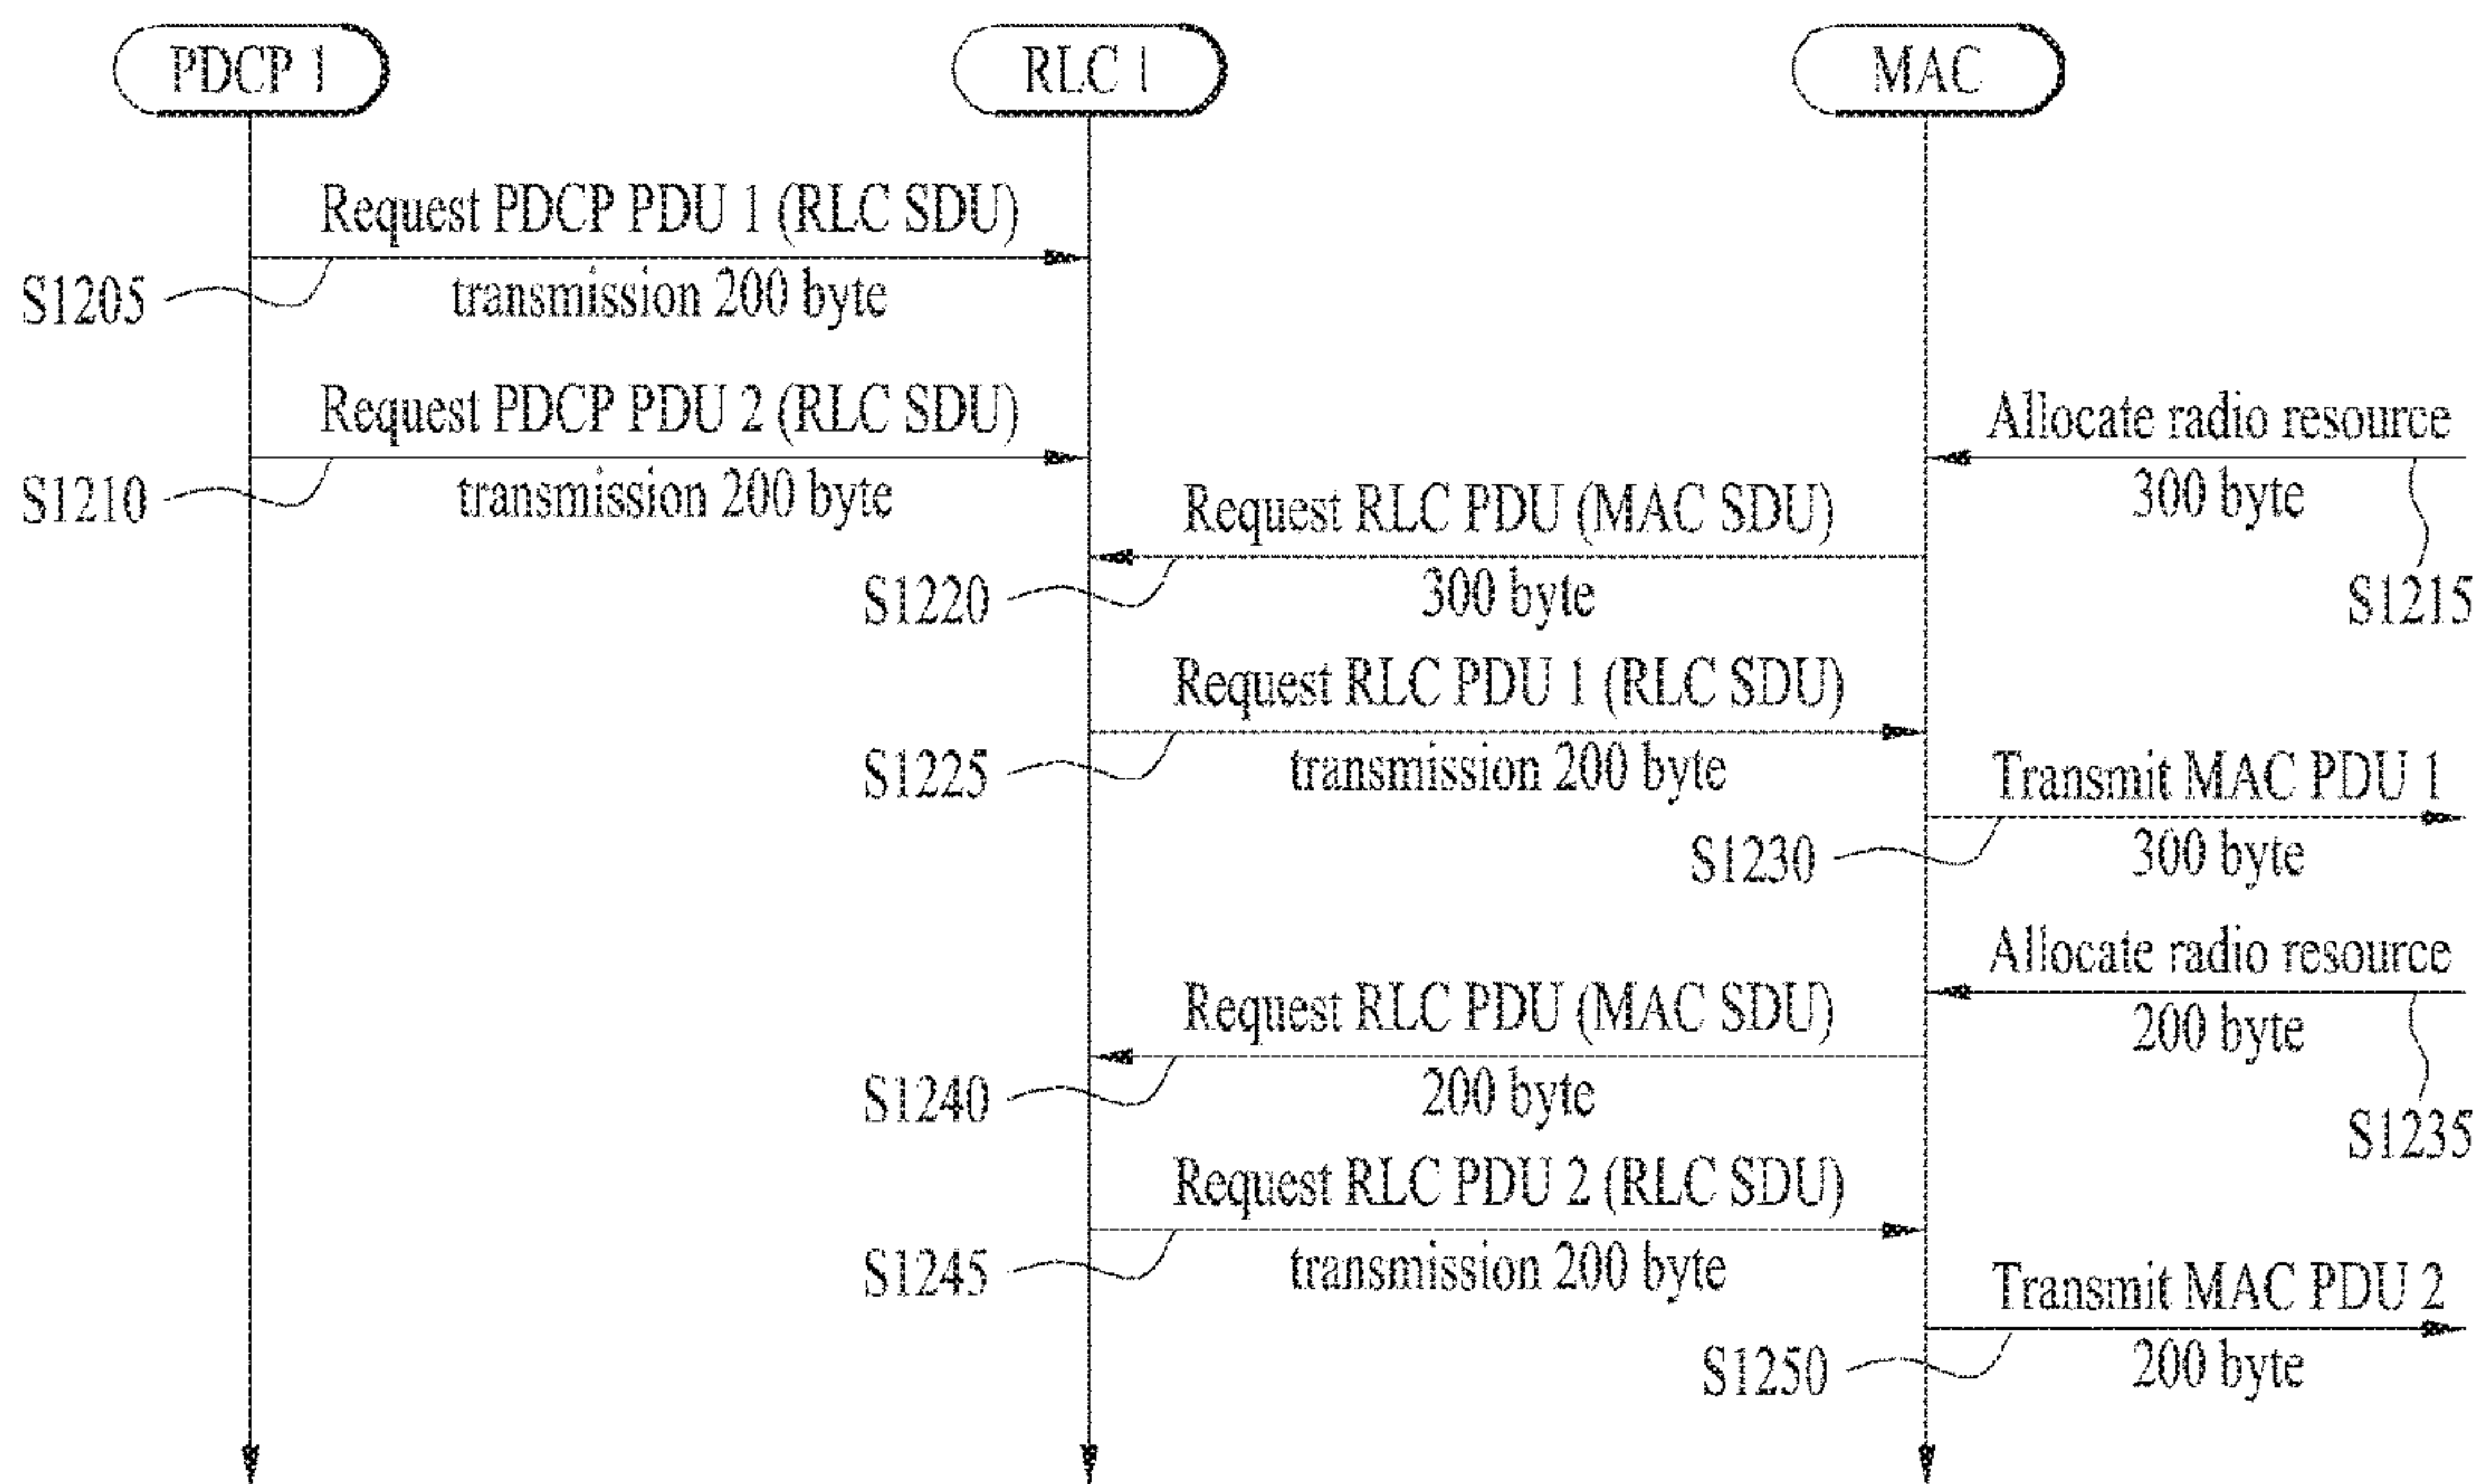 PDCP 1
RLC 1
MAC
Request PDCP PDU 1 (RLC SDU)
transmission 200 byte
S1205
Request PDCP PDU 2 (RLC SDU)
transmission 200 byte
S1210
Allocate radio resource
300 byte
S1215
Request RLC PDU (MAC SDU)
300 byte
S1220
Request RLC PDU 1 (RLC SDU)
transmission 200 byte
S1225
Transmit MAC PDU 1
300 byte
S1230
Allocate radio resource
200 byte
S1235
Request RLC PDU (MAC SDU)
200 byte
S1240
Request RLC PDU 2 (RLC SDU)
transmission 200 byte
S1245
Transmit MAC PDU 2
200 byte
S1250